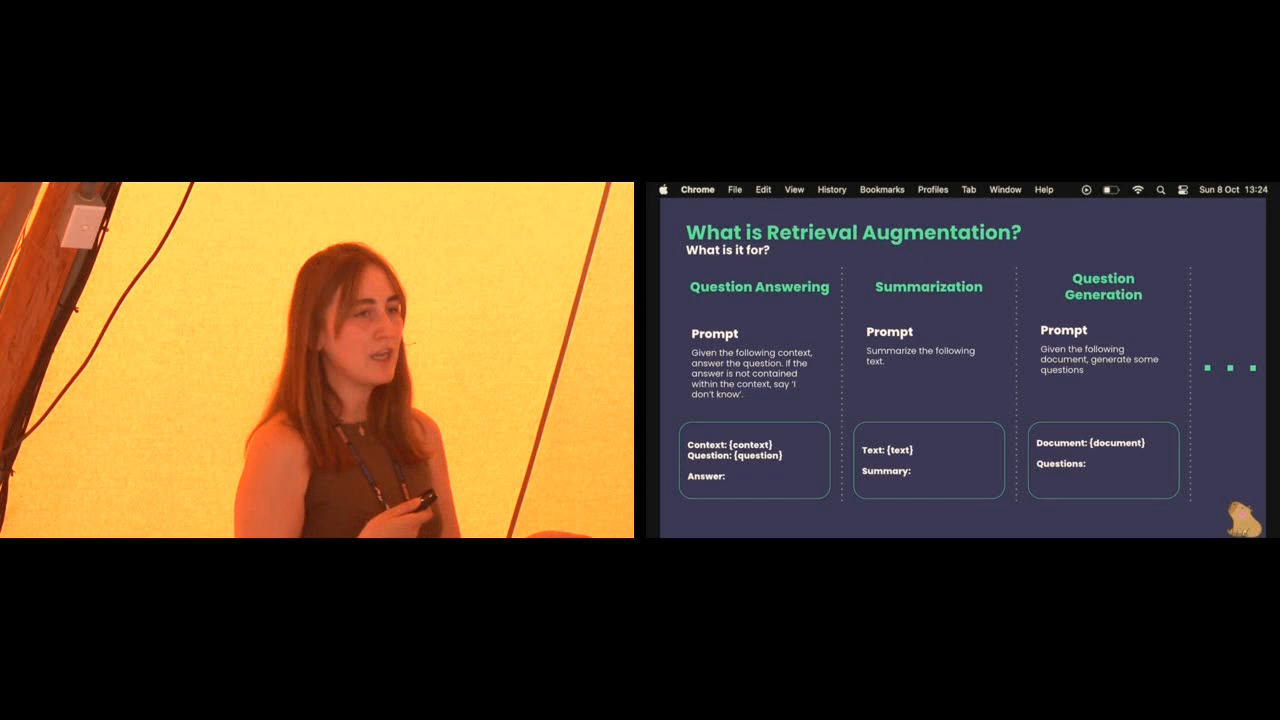 Chrome File Edit View History Bookmarks Profiles Tab Window Help Sun 8 Oct 13:24
What is Retrieval Augmentation?
What is it for?
Question Answering
Prompt
Given the following context,
answer the question. If the
answer is not contained
within the context, say 'I
don't know'.
Context: {context}
Question: {question}
Answer:
Summarization
Prompt
Summarize the following
text.
Text: {text}
Summary:
Question
Generation
Prompt
Given the following
document, generate some
questions
Document: {document}
Questions: